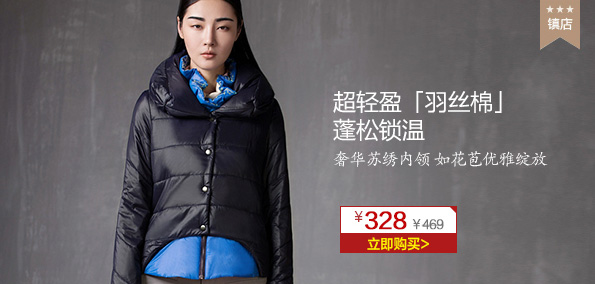 ★★★
镇店
超轻盈「羽丝棉」
蓬松锁温
奢华苏绣内领 如花苞优雅绽放
¥328 ¥469
立即购买>